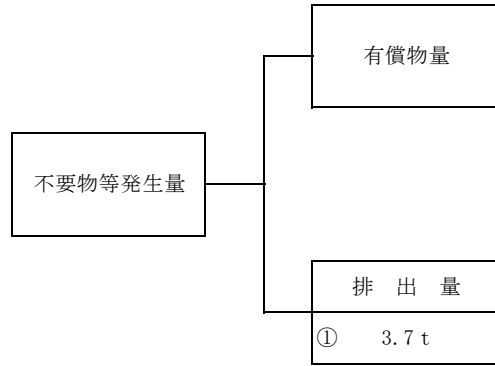 有償物量
不要物等発生量
排 出 量
① 3.7 t